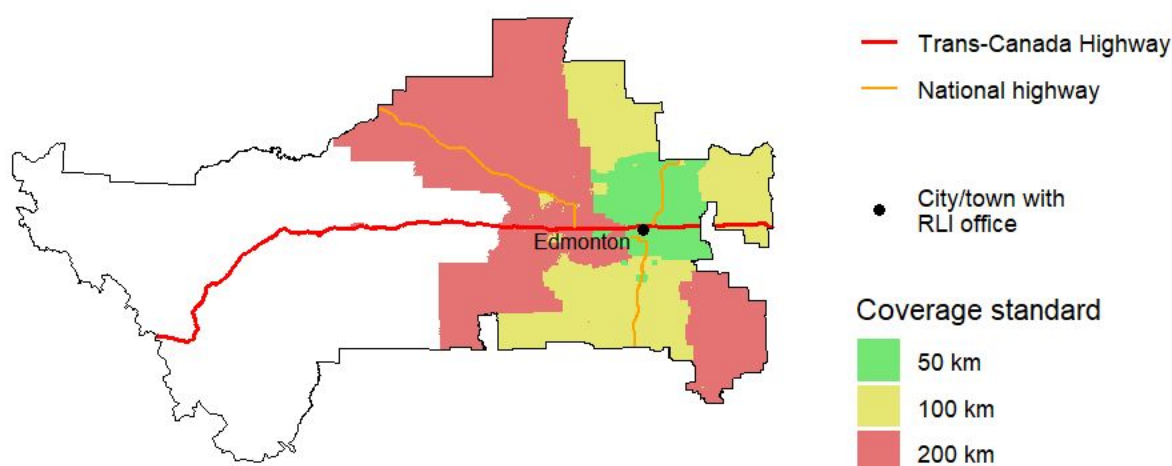 Trans-Canada Highway
National highway
City/town with
RLI office
Edmonton
Coverage standard
50 km
100 km
200 km